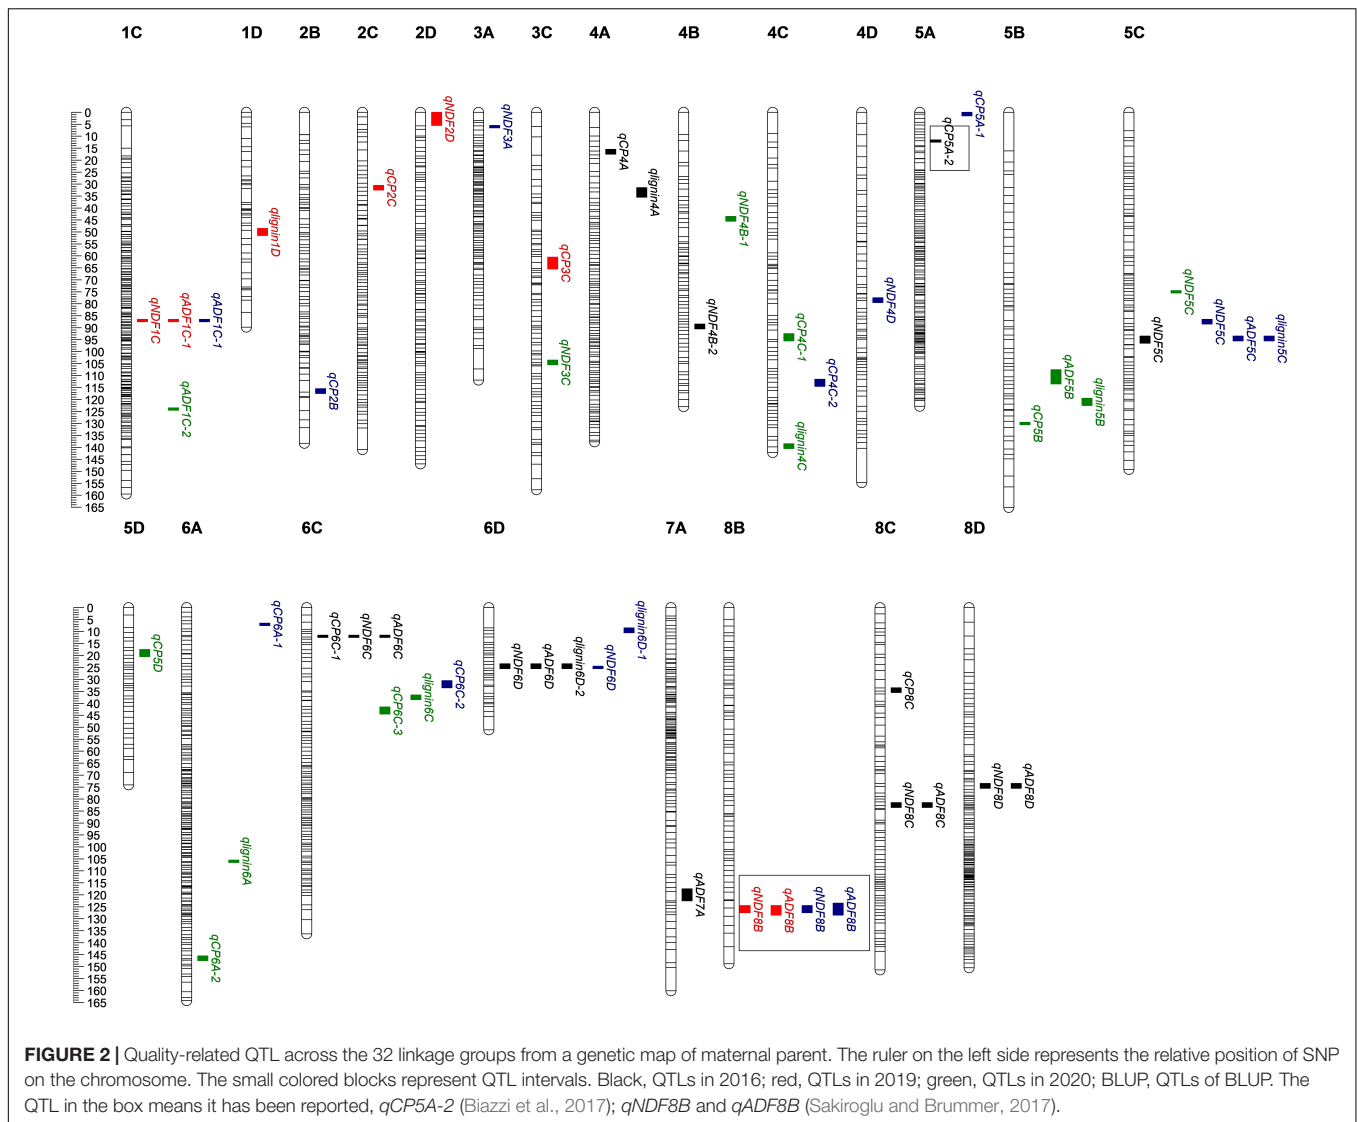 1C 1D 2B 2C 2D 3A 3C 4A 4B 4C 4D 5A 5B 5C
0
5
10
15
20
25
30
35
40
45
50
55
60
65
70
75
80
85
90
95
100
105
110
115
120
125
130
135
140
145
150
155
160
165
qNDF1C
qADF1C-1
qADF1C-1
qADF1C-2
qlignin1D
qCP2B
qCP2C
qNDF2D
qNDF3A
qCP3C
qNDF3C
qCP4A
qlignin4A
qNDF4B-1
qNDF4B-2
qCP4C-1
qCP4C-2
qlignin4C
qNDF4D
qCP5A-1
qCP5A-2
qADF5B
qlignin5B
qCP5B
qNDF5C
qNDF5C
qNDF5C
qADF5C
qlignin5C
5D 6A 6C 6D 7A 8B 8C 8D
0
5
10
15
20
25
30
35
40
45
50
55
60
65
70
75
80
85
90
95
100
105
110
115
120
125
130
135
140
145
150
155
160
165
qCP5D
qCP6A-1
qlignin6A
qCP6A-2
qCP6C-1
qNDF6C
qADF6C
qCP6C-3
qlignin6C
qCP6C-2
qNDF6D
qADF6D
qlignin6D-2
qNDF6D
qlignin6D-1
qADF7A
qNDF8B
qADF8B
qNDF8B
qADF8B
qCP8C
qNDF8C
qADF8C
qNDF8D
qADF8D
FIGURE 2 | Quality-related QTL across the 32 linkage groups from a genetic map of maternal parent. The ruler on the left side represents the relative position of SNP
on the chromosome. The small colored blocks represent QTL intervals. Black, QTLs in 2016; red, QTLs in 2019; green, QTLs in 2020; BLUP, QTLs of BLUP. The
QTL in the box means it has been reported, qCP5A-2 (Biazzi et al., 2017); qNDF8B and qADF8B (Sakiroglu and Brummer, 2017).